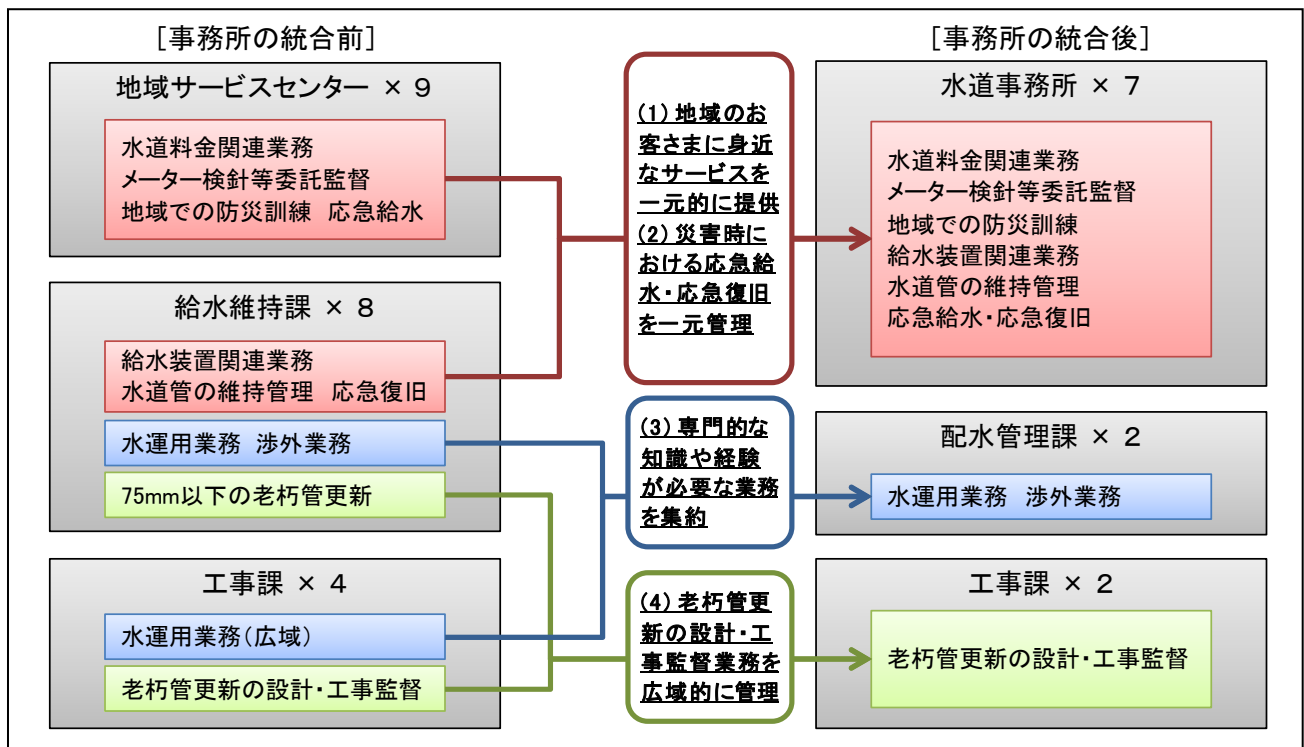 [事務所の統合前]
地域サービスセンター × 9
水道料金関連業務
メーター検針等委託監督
地域での防災訓練 応急給水
給水維持課 × 8
給水装置関連業務
水道管の維持管理 応急復旧
水運用業務 渉外業務
75mm以下の老朽管更新
工事課 × 4
水運用業務(広域)
老朽管更新の設計・工事監督
(1) 地域のお
客さまに身近
なサービスを
一元的に提供
(2) 災害時に
おける応急給
水・応急復旧
を一元管理
(3) 専門的な
知識や経験
が必要な業務
を集約
(4) 老朽管更
新の設計・工
事監督業務を
広域的に管理
[事務所の統合後]
水道事務所 × 7
水道料金関連業務
メーター検針等委託監督
地域での防災訓練
給水装置関連業務
水道管の維持管理
応急給水・応急復旧
配水管理課 × 2
水運用業務 渉外業務
工事課 × 2
老朽管更新の設計・工事監督